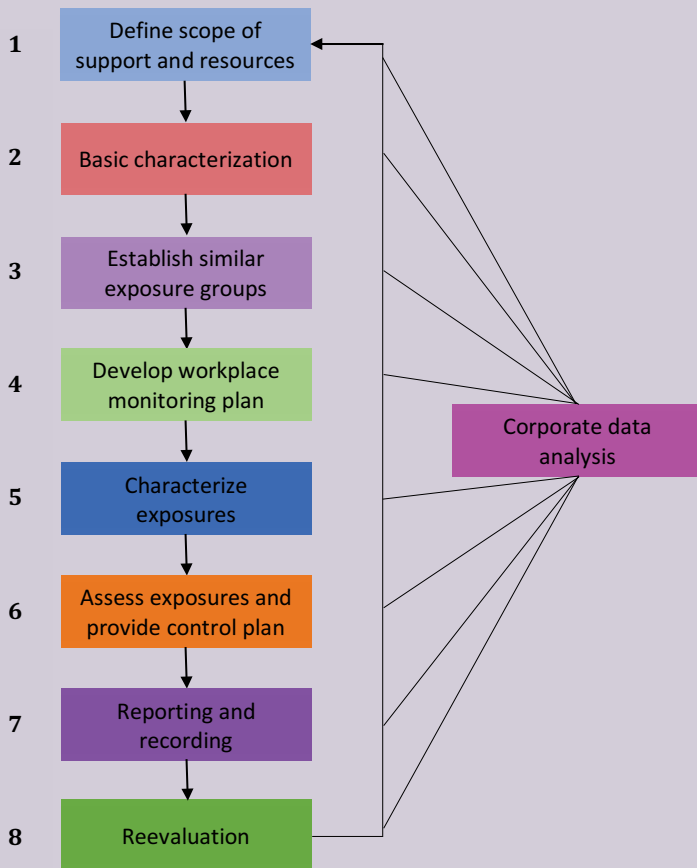 1
Define scope of
support and resources
2
Basic characterization
3
Establish similar
exposure groups
4
Develop workplace
monitoring plan
Corporate data
analysis
5
Characterize
exposures
6
Assess exposures and
provide control plan
7
Reporting and
recording
8
Reevaluation